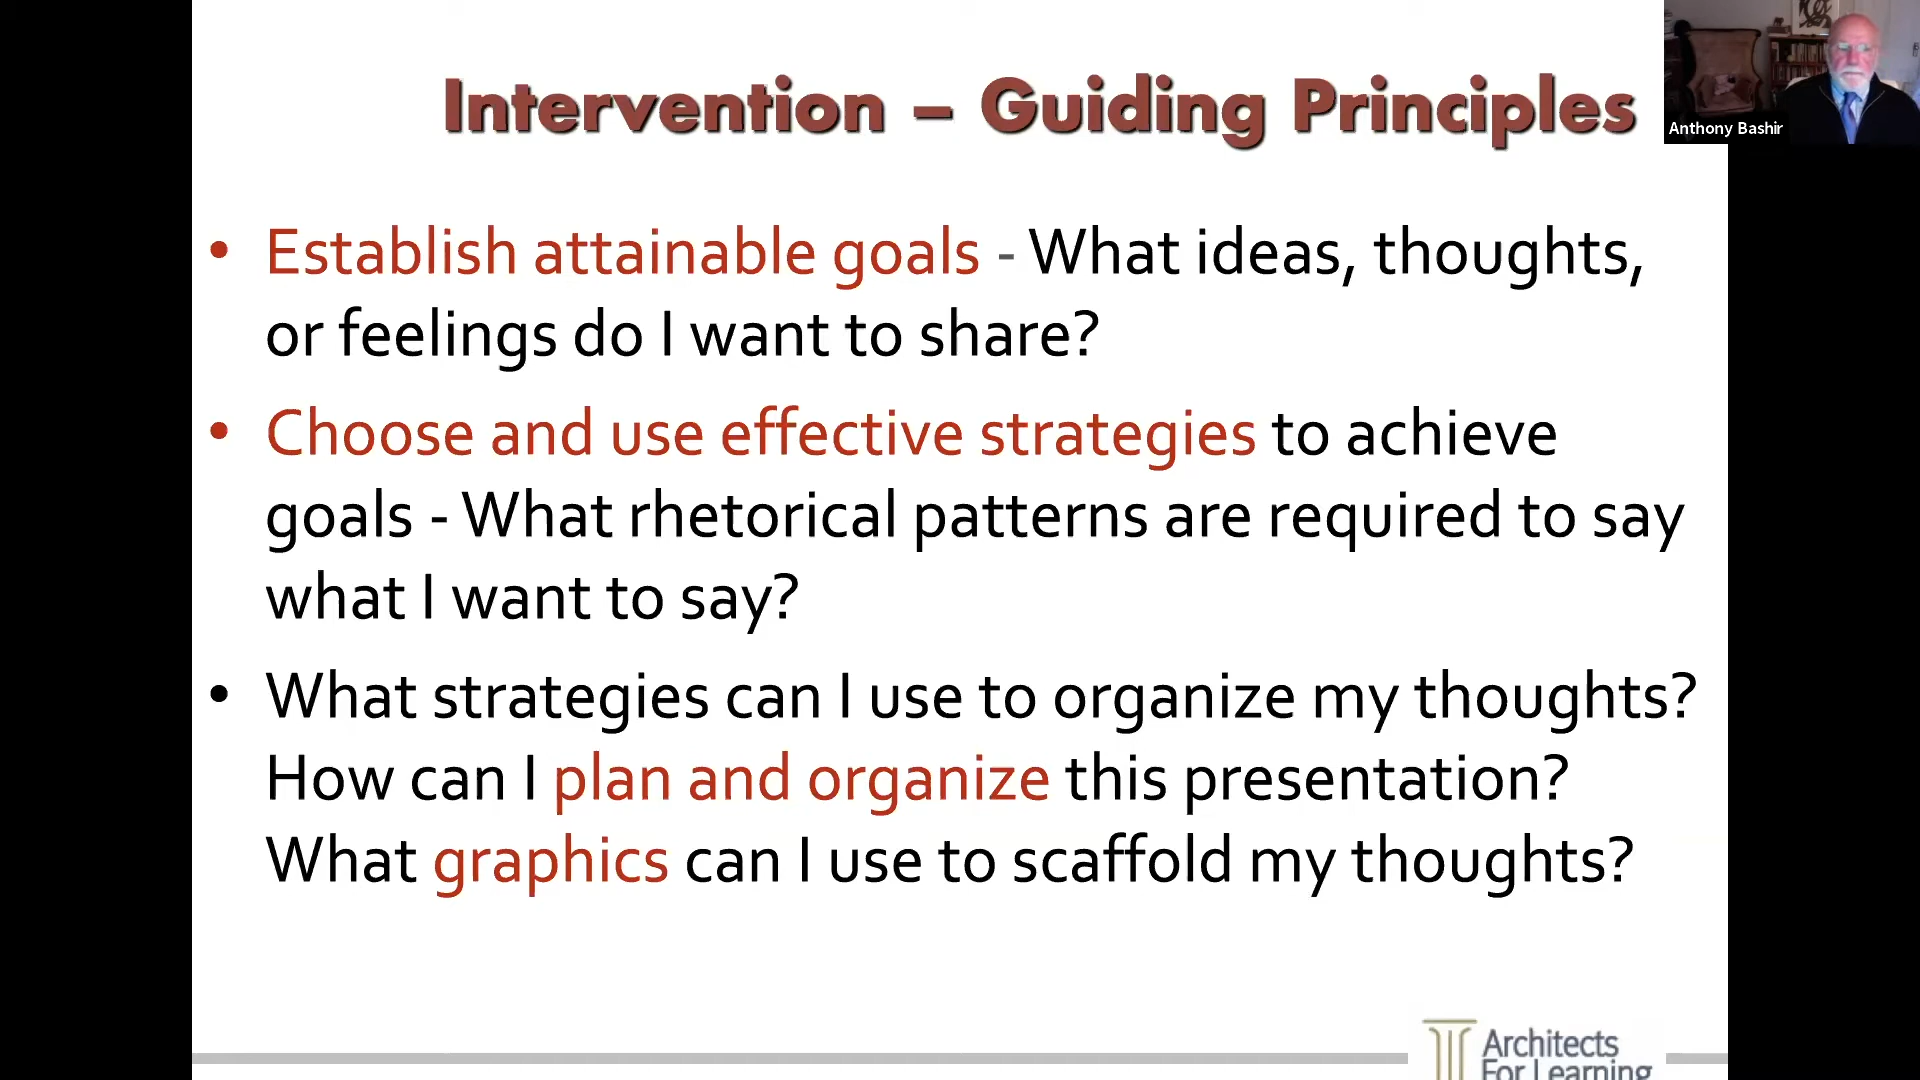 Intervention – Guiding Principles
Anthony Bashir
• Establish attainable goals - What ideas, thoughts,
or feelings do I want to share?
• Choose and use effective strategies to achieve
goals - What rhetorical patterns are required to say
what I want to say?
• What strategies can I use to organize my thoughts?
How can I plan and organize this presentation?
What graphics can I use to scaffold my thoughts?
Architects
For Learning